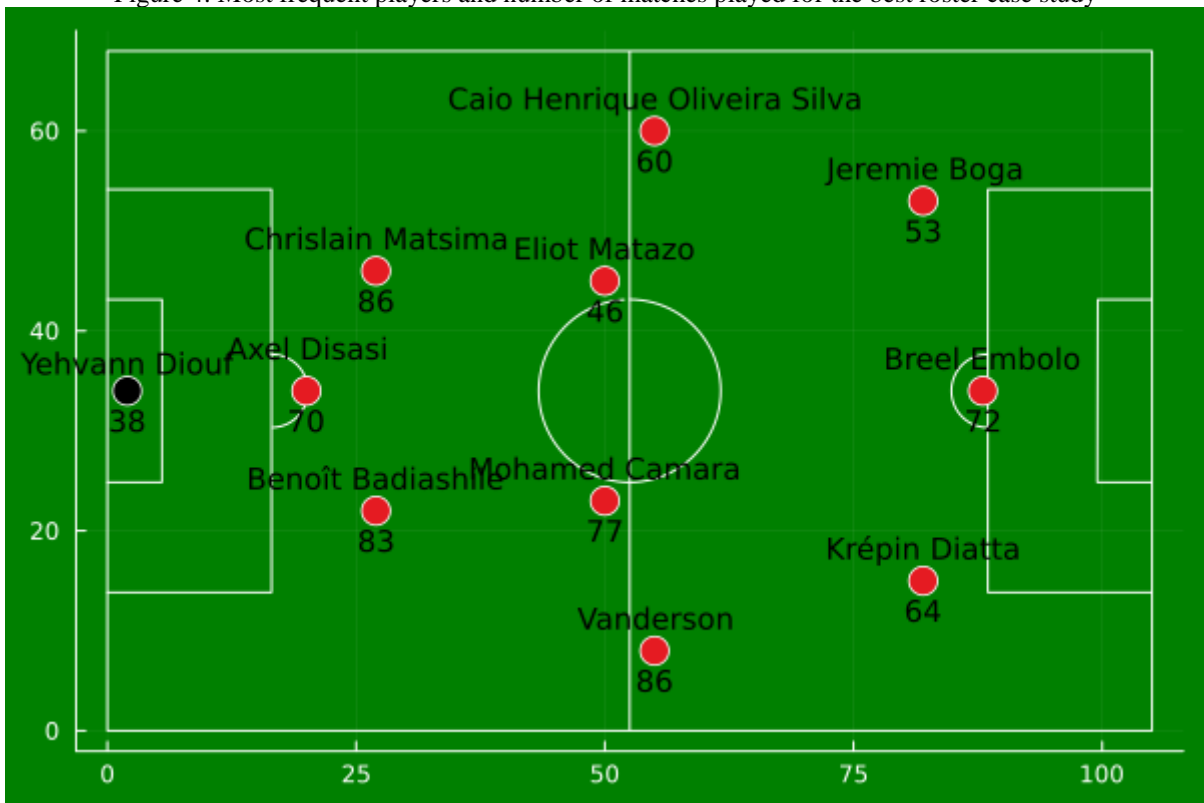 Figure 4: Most frequent players and number of matches played for the best roster case study
60
Caio Henrique Oliveira Silva
60
Jeremie Boga
53
Chrislain Matsima
86
Eliot Matazo
46
40
Yehvann Diouf
38
Axel Disasi
70
Breel Embolo
72
Benoît Badiashile
83
Mohamed Camara
77
20
Krépin Diatta
64
Vanderson
86
0
0 25 50 75 100